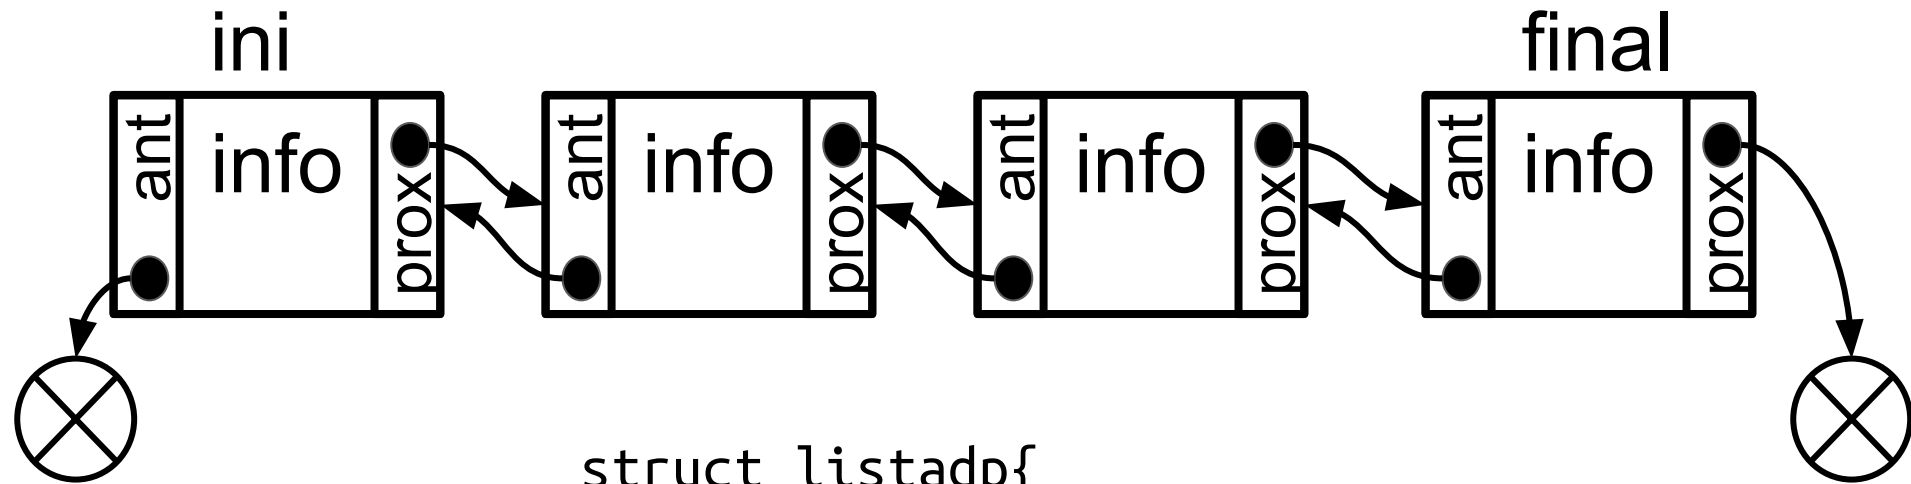 ini final
ant info prox ant info prox ant info prox ant info prox
struct listadp{